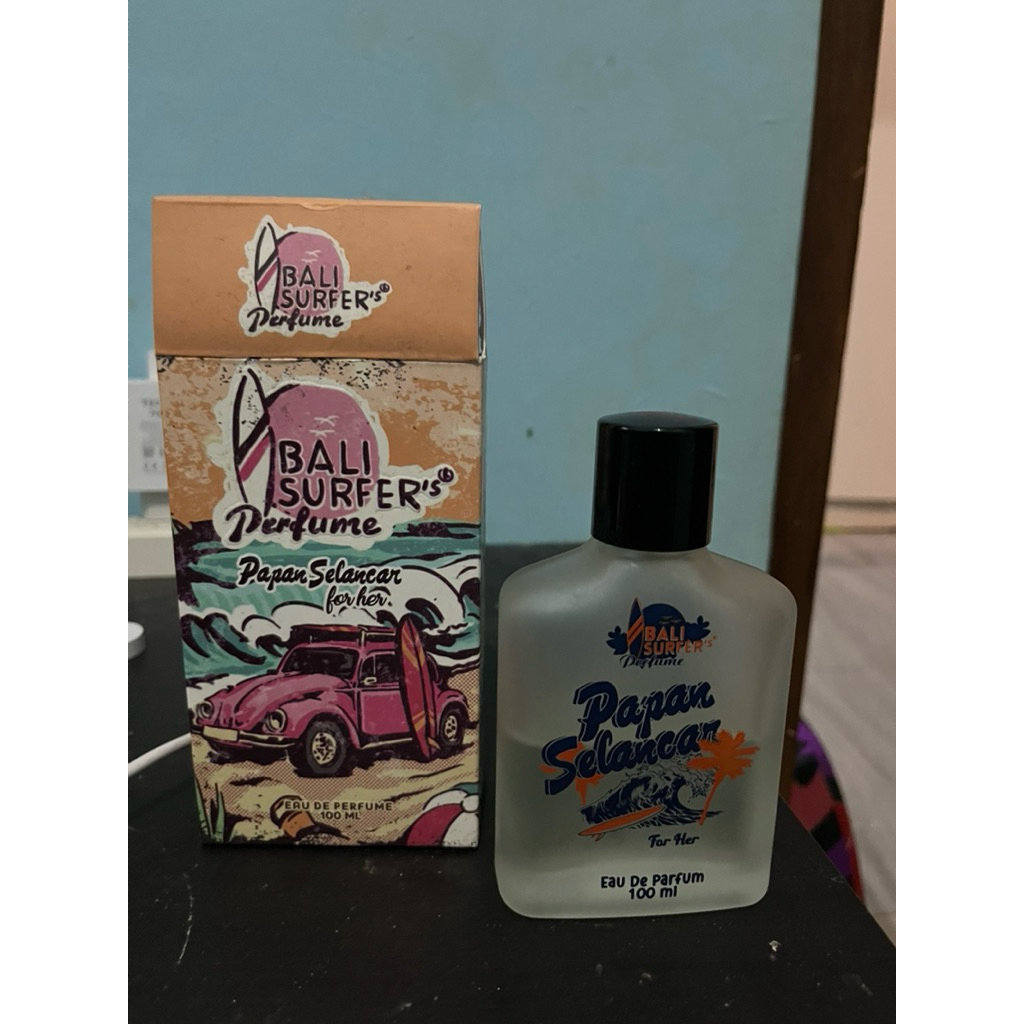 BALI
SURFER's
Perfume
BALI
SURFER's
Perfume
Papan Selancar
for her
EAU DE PERFUME
100 ML
BALI
SURFER's
Perfume
Papan
Selancar
For Her
Eau De Parfum
100 ml